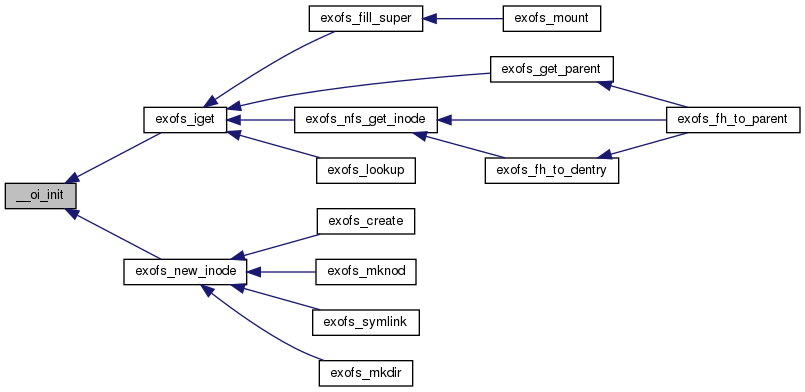 exofs_fill_super
exofs_mount
exofs_get_parent
exofs_iget
exofs_nfs_get_inode
exofs_fh_to_parent
exofs_lookup
exofs_fh_to_dentry
__oi_init
exofs_create
exofs_new_inode
exofs_mknod
exofs_symlink
exofs_mkdir